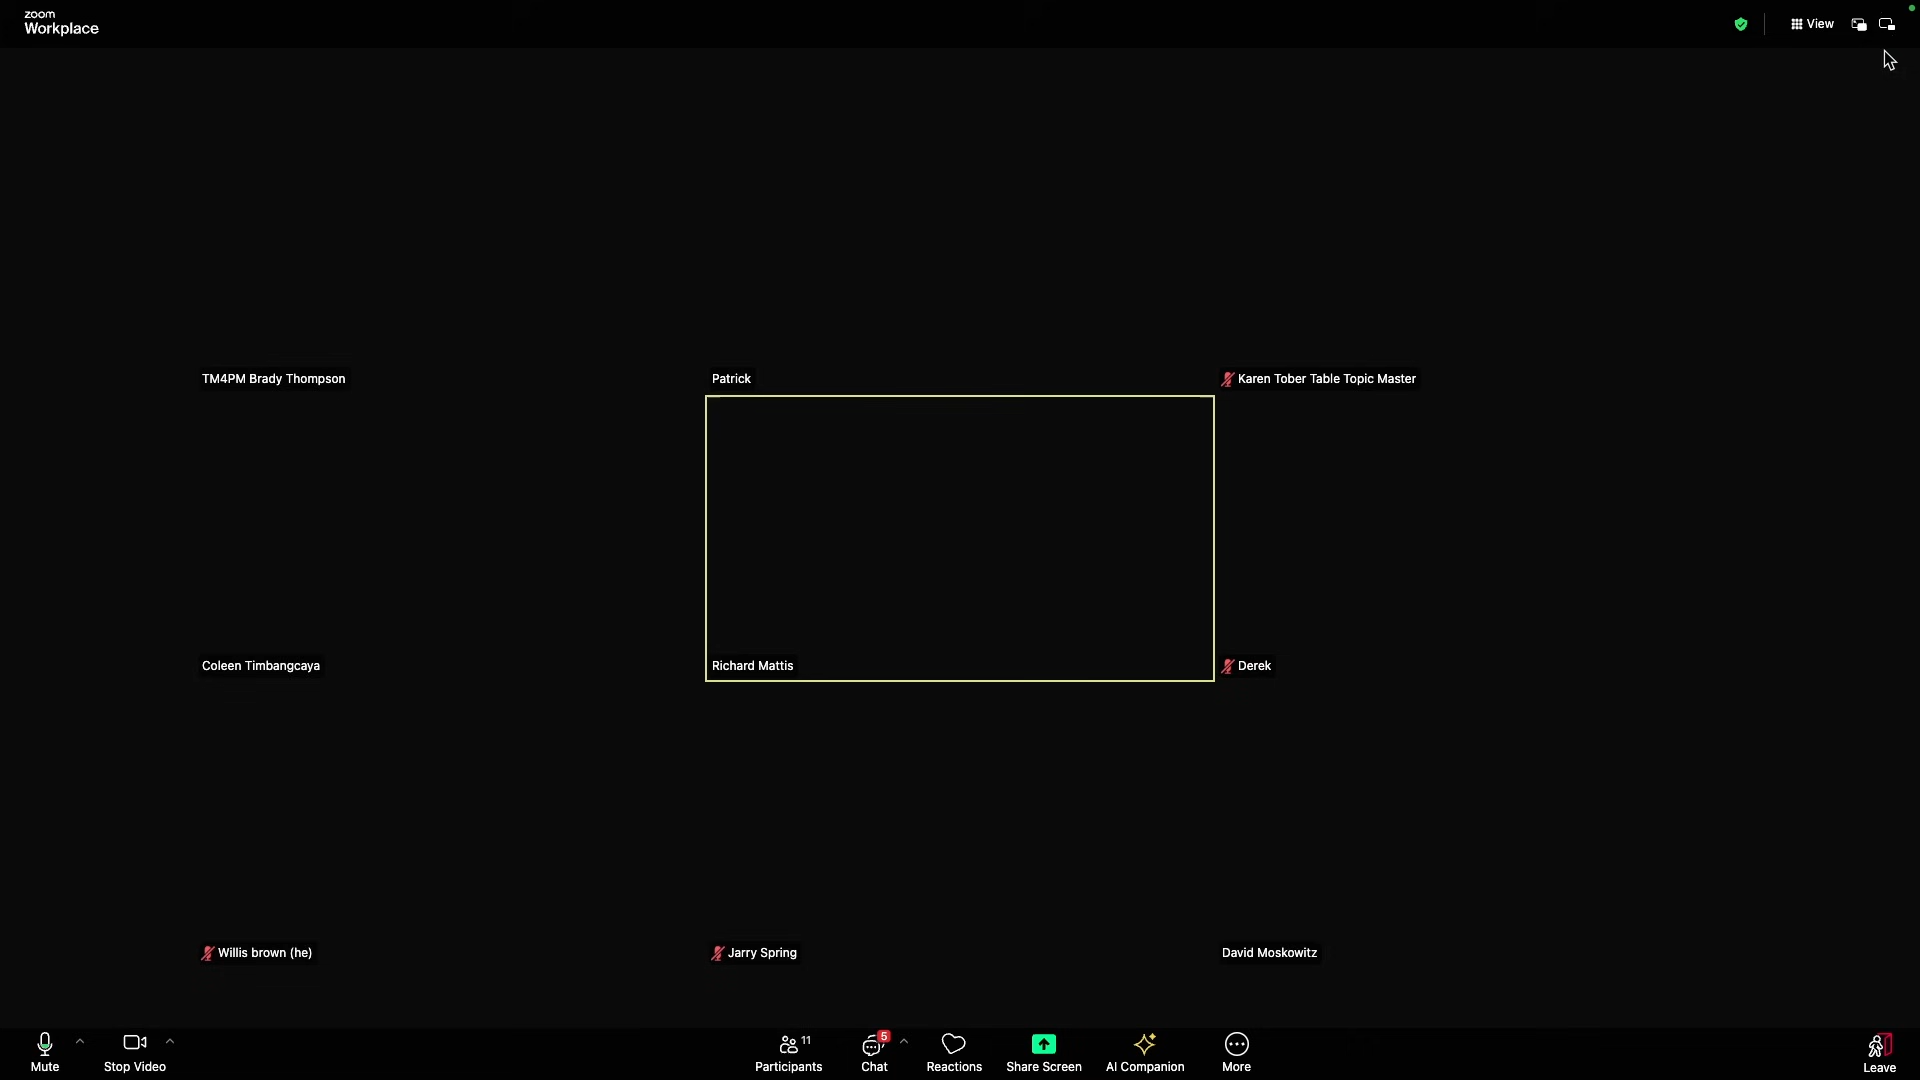 zoom
Workplace
View
TM4PM Brady Thompson
Patrick
Karen Tober Table Topic Master
Coleen Timbangcaya
Richard Mattis
Derek
Willis brown (he)
Jarry Spring
David Moskowitz
11
5
Mute
Stop Video
Participants
Chat
Reactions
Share Screen
AI Companion
More
Leave